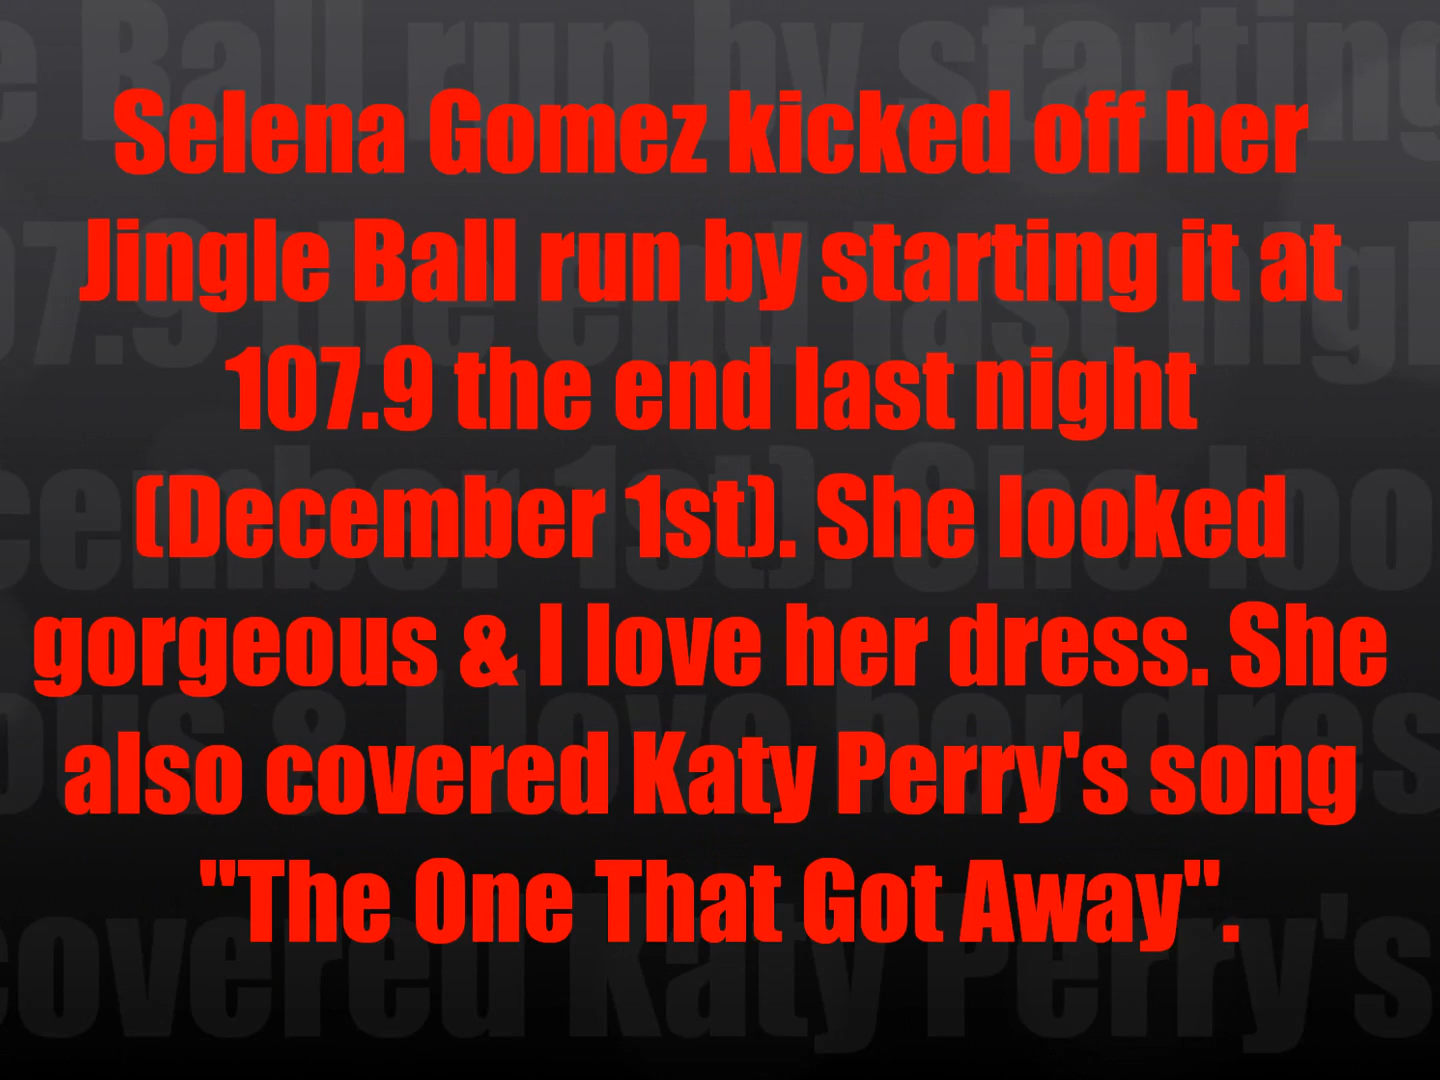 Selena Gomez kicked off her
Jingle Ball run by starting it at
107.9 the end last night
(December 1st). She looked
gorgeous & I love her dress. She
also covered Katy Perry's song
"The One That Got Away".